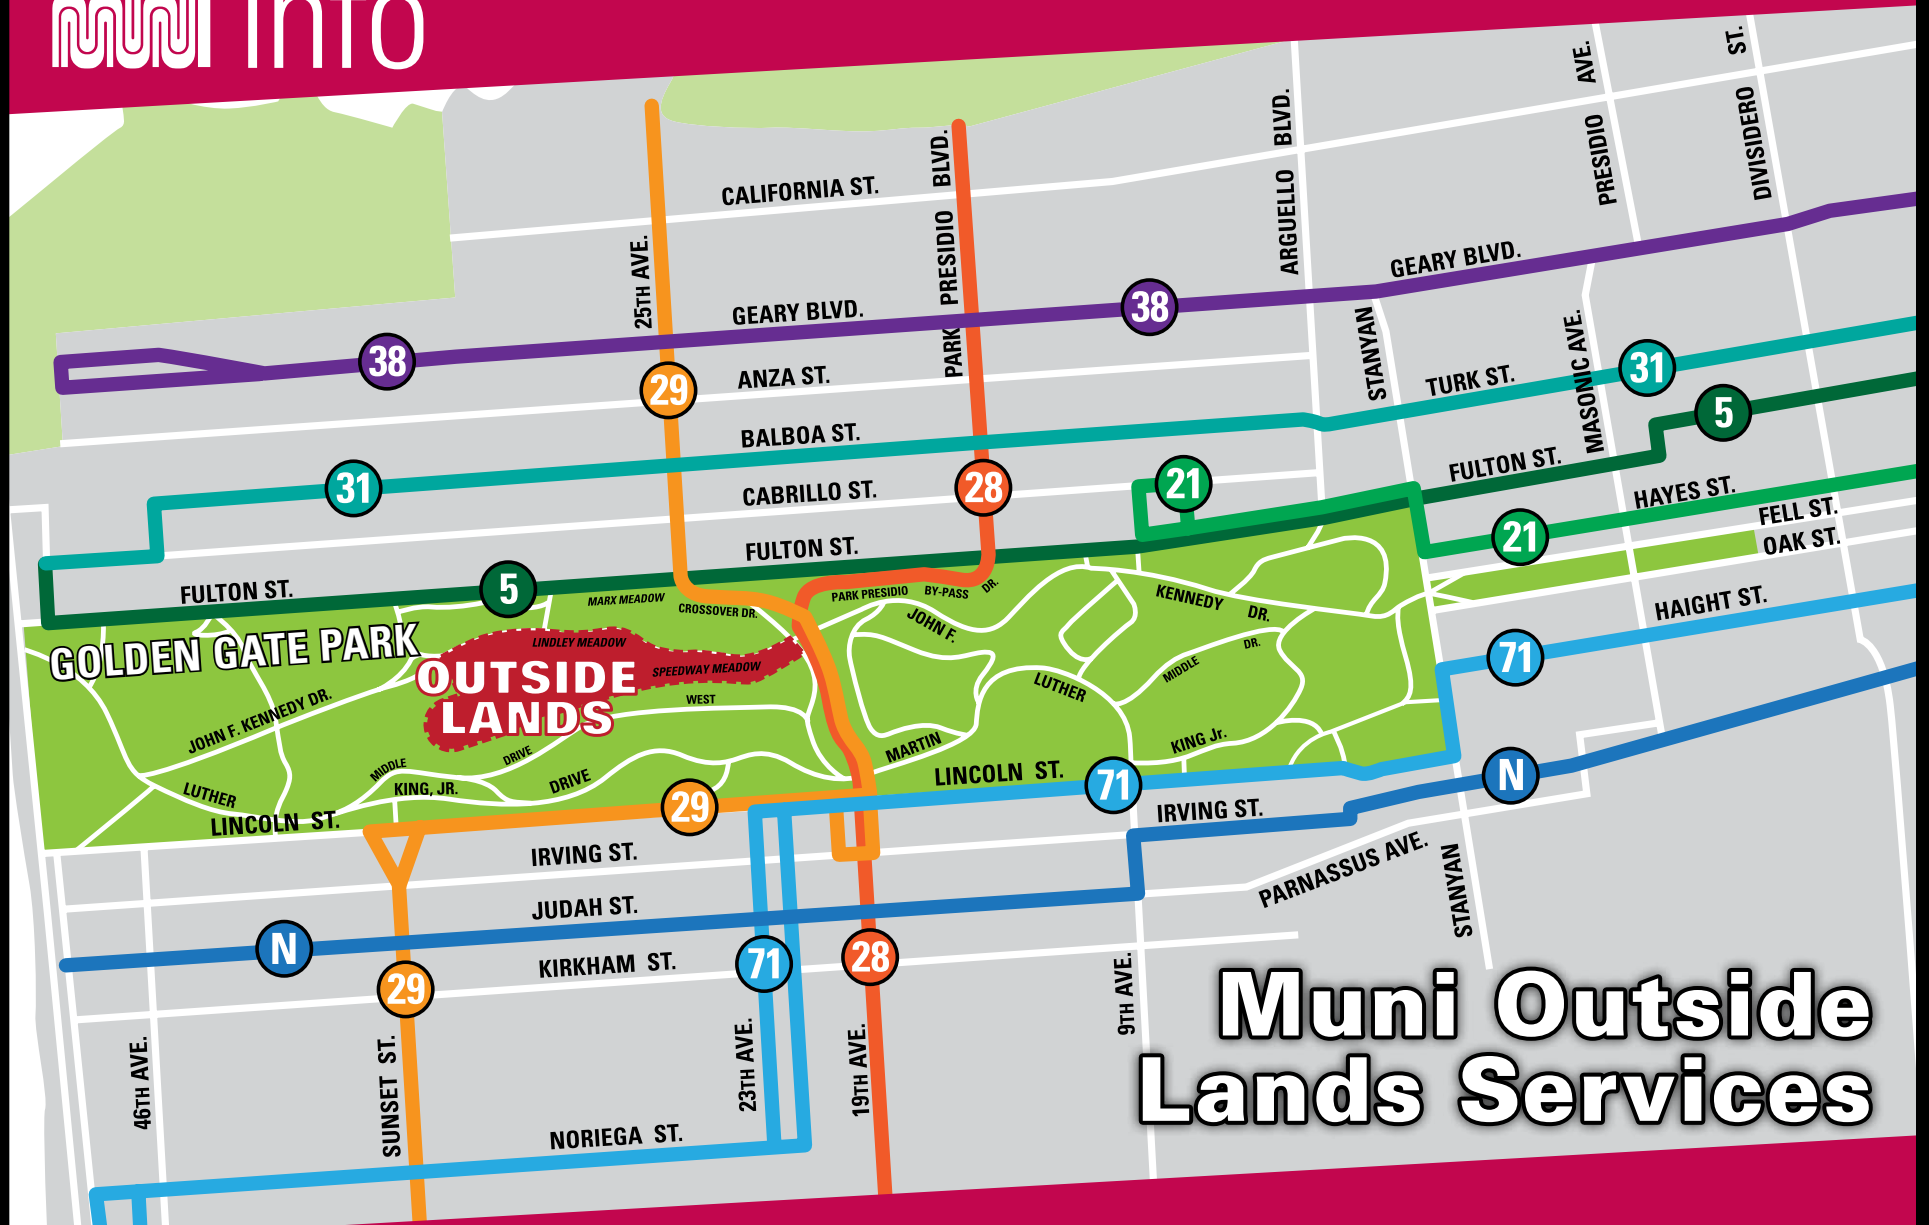 muni info
CALIFORNIA ST.
25TH AVE.
PARK PRESIDIO BLVD.
ARGUELLO BLVD.
PRESIDIO AVE.
DIVISIDERO ST.
GEARY BLVD.
GEARY BLVD.
38
38
29
ANZA ST.
STANYAN
MASONIC AVE.
TURK ST.
31
5
BALBOA ST.
31
CABRILLO ST.
28
21
FULTON ST.
HAYES ST.
FELL ST.
OAK ST.
21
FULTON ST.
FULTON ST.
5
MARX MEADOW
CROSSOVER DR.
PARK PRESIDIO BY-PASS DR.
KENNEDY DR.
JOHN F.
HAIGHT ST.
GOLDEN GATE PARK
LINDLEY MEADOW
SPEEDWAY MEADOW
OUTSIDE
LANDS
WEST
MIDDLE DR.
LUTHER
71
JOHN F. KENNEDY DR.
MARTIN
KING Jr.
MIDDLE
DRIVE
LUTHER
KING, JR.
DRIVE
LINCOLN ST.
71
N
LINCOLN ST.
29
IRVING ST.
IRVING ST.
PARNASSUS AVE.
STANYAN
JUDAH ST.
N
KIRKHAM ST.
71
28
29
9TH AVE.
46TH AVE.
SUNSET ST.
23TH AVE.
19TH AVE.
NORIEGA ST.
Muni Outside
Lands Services